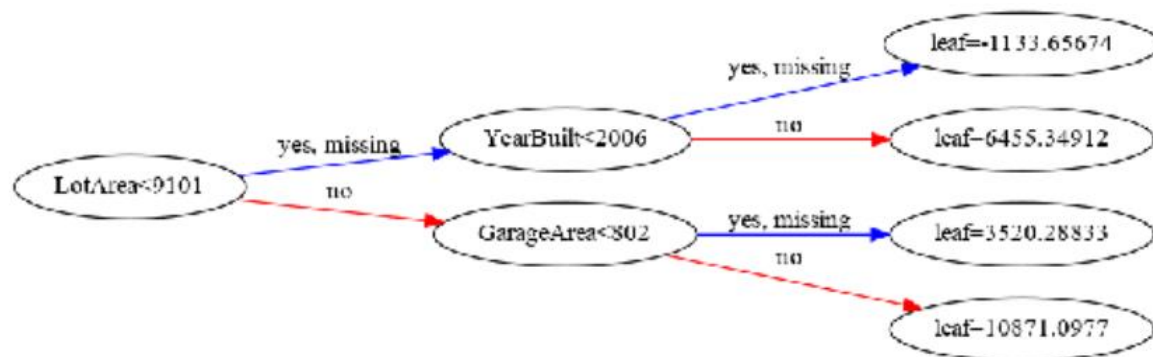 leaf=-1133.65674
yes, missing
YearBuilt<2006
no
leaf=6455.34912
yes, missing
LotArea<9101
no
yes, missing
GarageArea<802
leaf=3520.28833
no
leaf=10871.0977